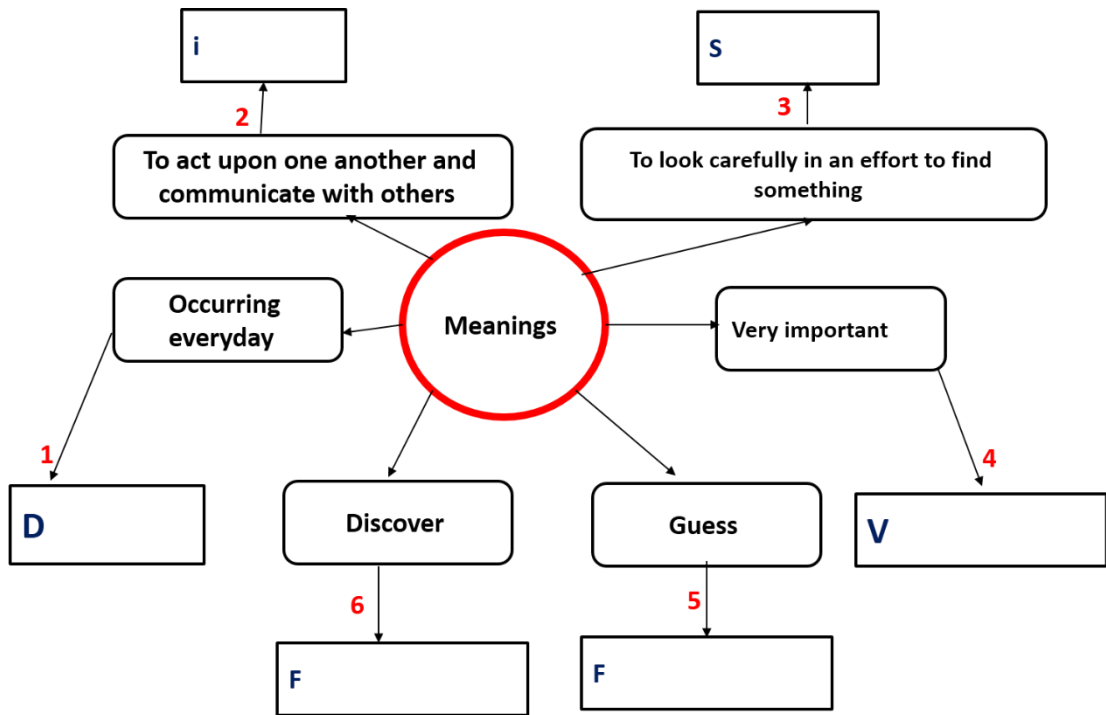 i
S
2
3
To act upon one another and
communicate with others
To look carefully in an effort to find
something
Occurring
everyday
Meanings
Very important
1
4
D
Discover
Guess
V
6
5
F
F